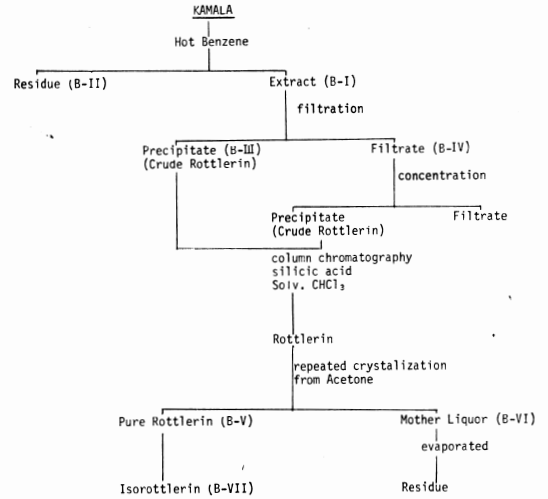 KAMALA
Hot Benzene
Residue (B-II)
Extract (B-I)
filtration
Precipitate (B-III)
(Crude Rottlerin)
Filtrate (B-IV)
concentration
Precipitate
(Crude Rottlerin)
Filtrate
column chromatography
silicic acid
Solv. CHCl₃
Rottlerin
repeated crystalization
from Acetone
Pure Rottlerin (B-V)
Mother Liquor (B-VI)
evaporated
Isorottlerin (B-VII)
Residue